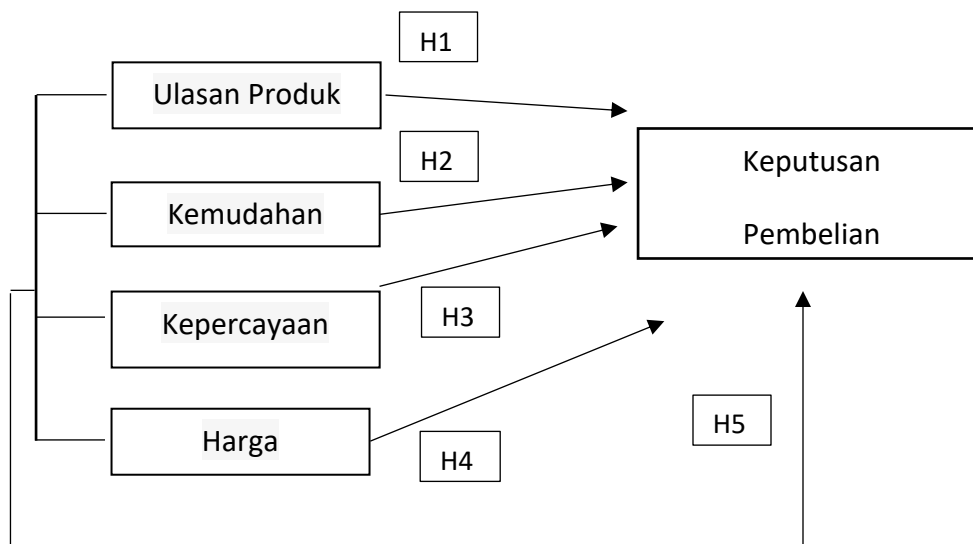 H1
Ulasan Produk
H2
Keputusan
Pembelian
Kemudahan
Kepercayaan
H3
Harga
H4
H5